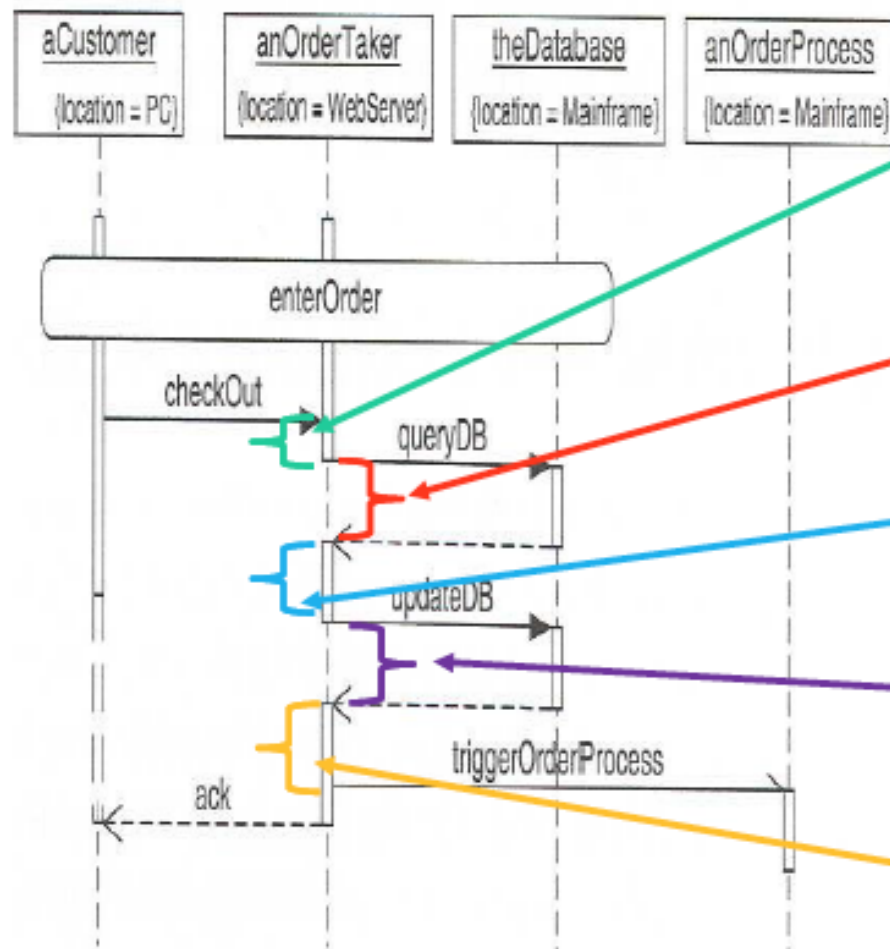 aCustomer
{location = PC}
anOrderTaker
{location = WebServer}
theDatabase
{location = Mainframe}
anOrderProcess
{location = Mainframe}
enterOrder
checkOut
queryDB
updateDB
triggerOrderProcess
ack